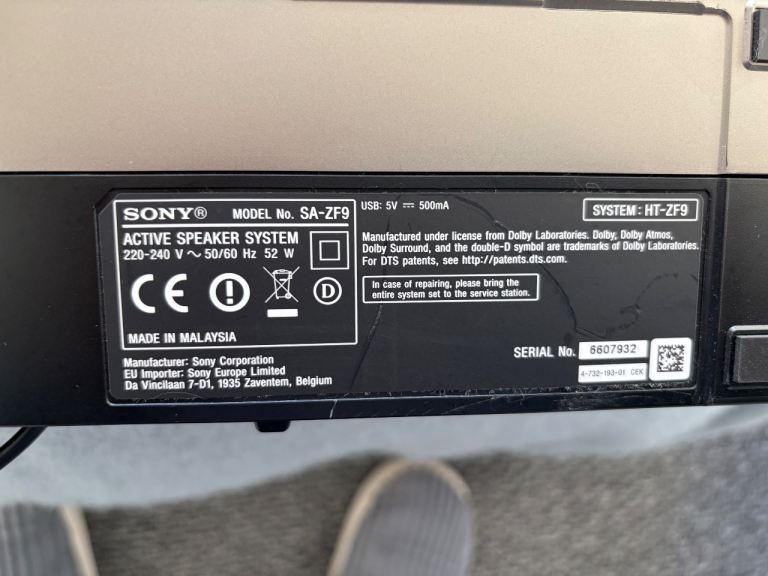 SONY® MODEL No. SA-ZF9
ACTIVE SPEAKER SYSTEM
220-240 V ~ 50/60 Hz 52 W
CE
D
MADE IN MALAYSIA
Manufacturer: Sony Corporation
EU Importer: Sony Europe Limited
Da Vincilaan 7-D1, 1935 Zaventem, Belgium
USB: 5V ⎓ 500mA
SYSTEM : HT-ZF9
Manufactured under license from Dolby Laboratories. Dolby, Dolby Atmos,
Dolby Surround, and the double-D symbol are trademarks of Dolby Laboratories.
For DTS patents, see http://patents.dts.com.
In case of repairing, please bring the
entire system set to the service station.
SERIAL No. 6607932
4-732-193-01 CEK